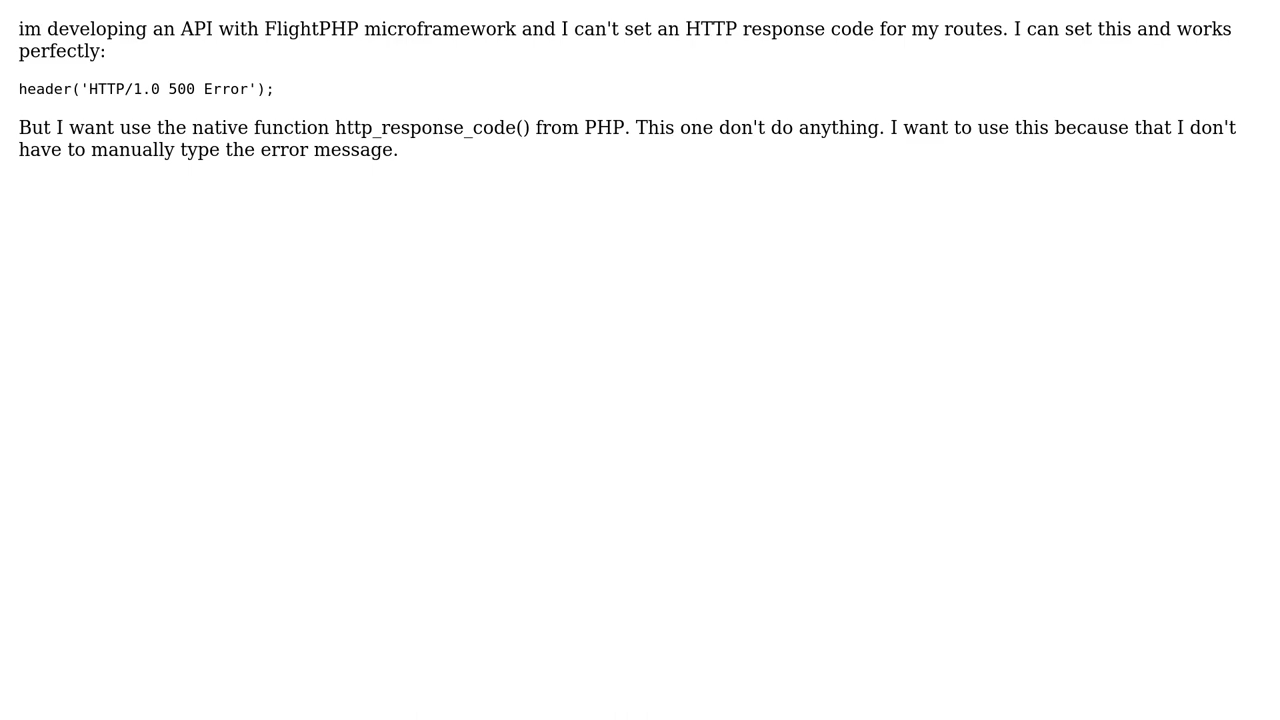 im developing an API with FlightPHP microframework and I can't set an HTTP response code for my routes. I can set this and works
perfectly:
header('HTTP/1.0 500 Error');
But I want use the native function http_response_code() from PHP. This one don't do anything. I want to use this because that I don't
have to manually type the error message.